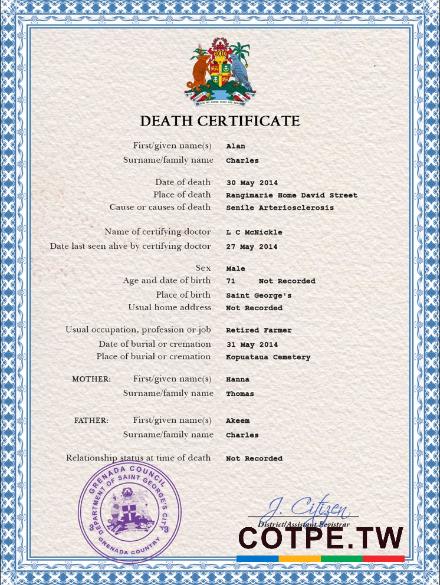 DEATH CERTIFICATE
First/given name(s) Alan
Surname/family name Charles
Date of death 30 May 2014
Place of death Rangimarie Home David Street
Cause or causes of death Senile Arteriosclerosis
Name of certifying doctor L C McNickle
Date last seen alive by certifying doctor 27 May 2014
Sex Male
Age and date of birth 71 Not Recorded
Place of birth Saint George's
Usual home address Not Recorded
Usual occupation, profession or job Retired Farmer
Date of burial or cremation 31 May 2014
Place of burial or cremation Kopuataua Cemetery
MOTHER: First/given name(s) Hanna
Surname/family name Thomas
FATHER: First/given name(s) Akeem
Surname/family name Charles
Relationship status at time of death Not Recorded
GRENADA COUNCIL
DEPARTMENT OF SAINT GEORGE'S CITY
GRENADA COUNTRY
J. Citizen
District/Assistant Registrar
COTPE.TW